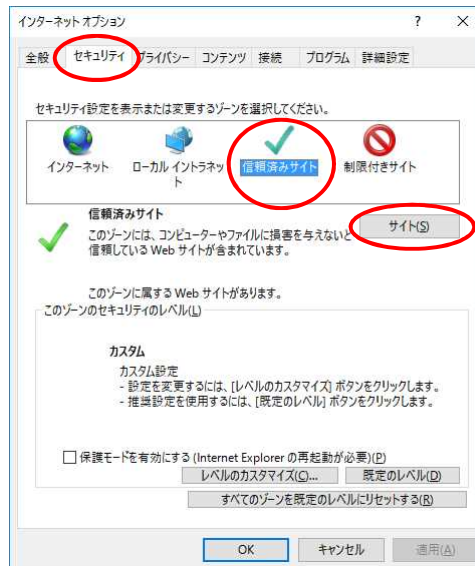 インターネット オプション ? ×
全般 セキュリティ プライバシー コンテンツ 接続 プログラム 詳細設定
セキュリティ設定を表示または変更するゾーンを選択してください。
インターネット ローカル イントラネット 信頼済みサイト 制限付きサイト
信頼済みサイト
サイト(S)
このゾーンには、コンピューターやファイルに損害を与えないと
信頼している Web サイトが含まれています。
このゾーンに属する Web サイトがあります。
このゾーンのセキュリティのレベル(L)
カスタム
カスタム設定
- 設定を変更するには、[レベルのカスタマイズ] ボタンをクリックします。
- 推奨設定を使用するには、[既定のレベル] ボタンをクリックします。
保護モードを有効にする (Internet Explorer の再起動が必要)(P)
レベルのカスタマイズ(C)... 既定のレベル(D)
すべてのゾーンを既定のレベルにリセットする(R)
OK キャンセル 適用(A)